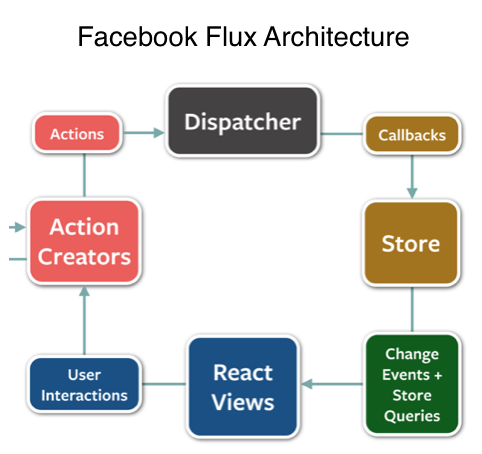 Facebook Flux Architecture
Actions
Dispatcher
Callbacks
Action
Creators
Store
User
Interactions
React
Views
Change
Events +
Store
Queries